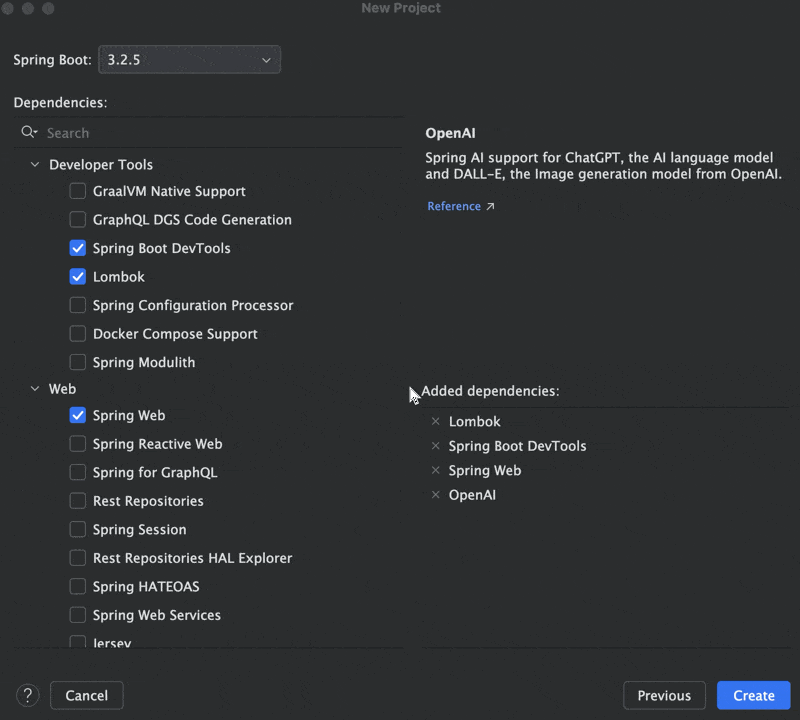 New Project
Spring Boot: 3.2.5
Dependencies:
Search
Developer Tools
GraalVM Native Support
GraphQL DGS Code Generation
Spring Boot DevTools
Lombok
Spring Configuration Processor
Docker Compose Support
Spring Modulith
Web
Spring Web
Spring Reactive Web
Spring for GraphQL
Rest Repositories
Spring Session
Rest Repositories HAL Explorer
Spring HATEOAS
Spring Web Services
Jersey
OpenAI
Spring AI support for ChatGPT, the AI language model
and DALL-E, the Image generation model from OpenAI.
Reference ↗
Added dependencies:
× Lombok
× Spring Boot DevTools
× Spring Web
× OpenAI
? Cancel Previous Create